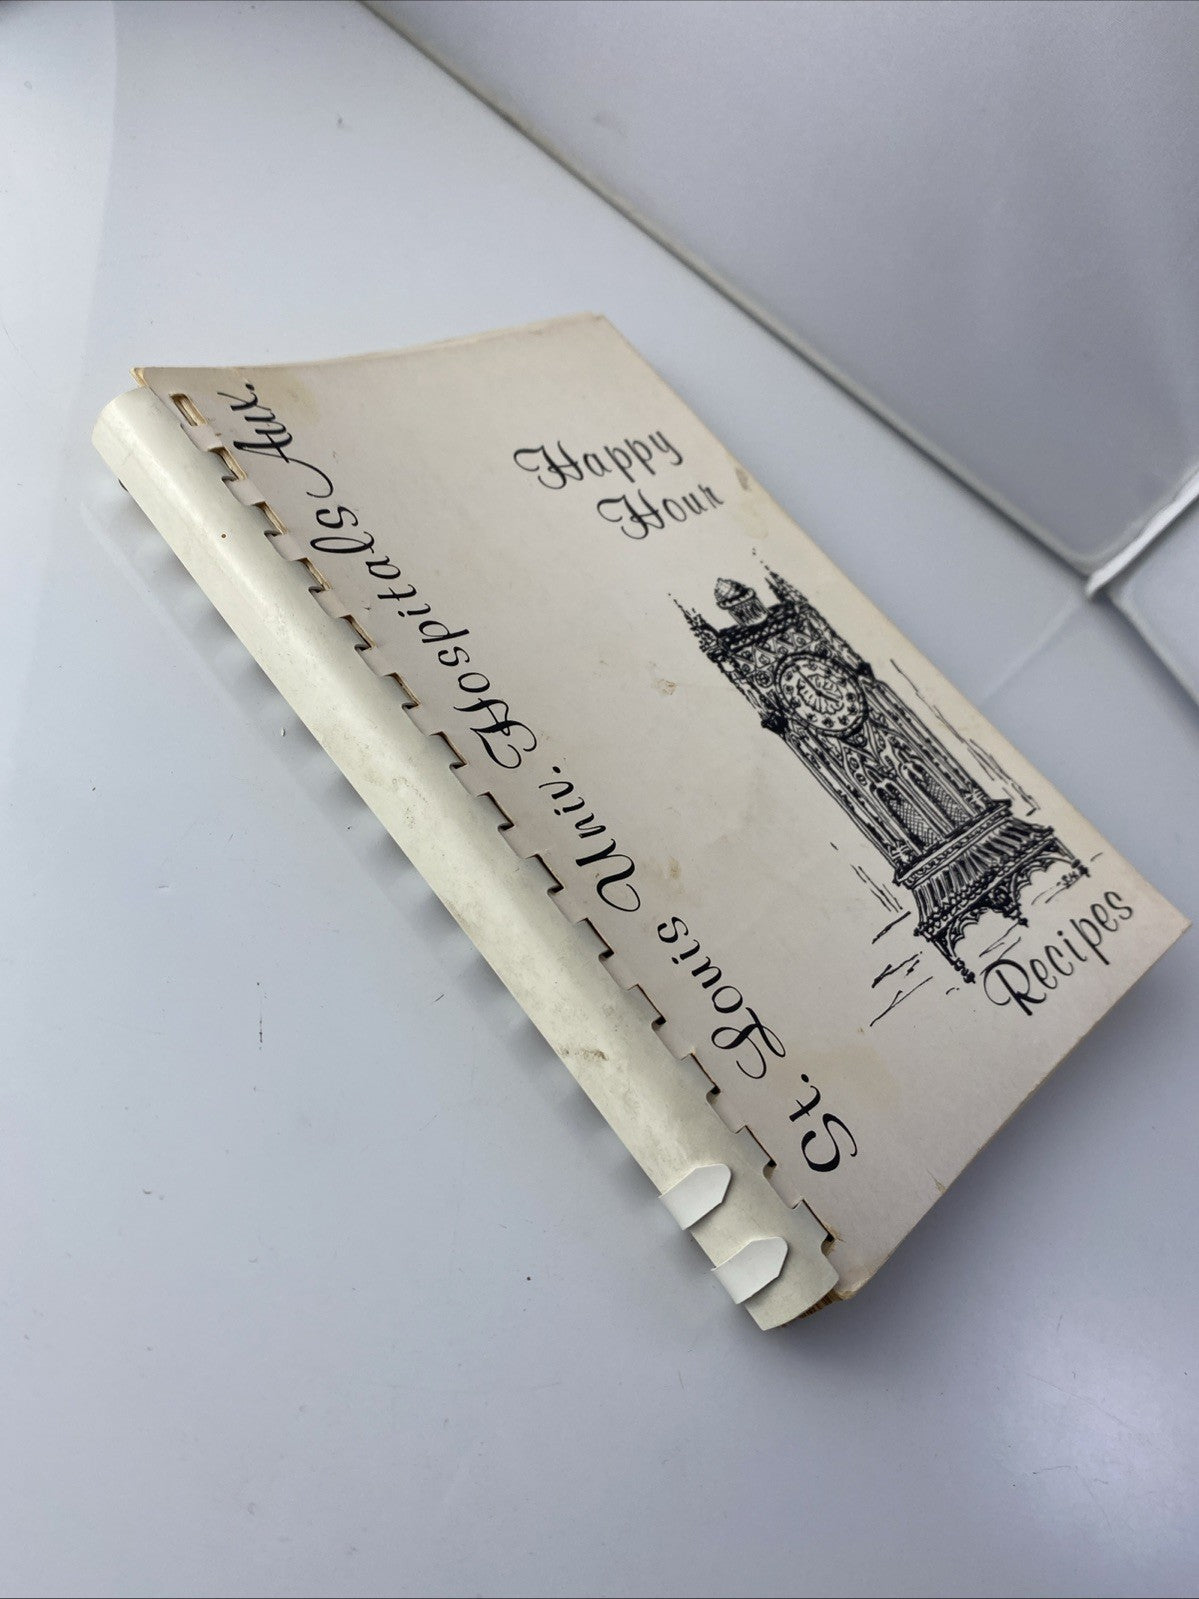 Happy
Hour
Recipes
St. Louis Univ. Hospitals Aux.